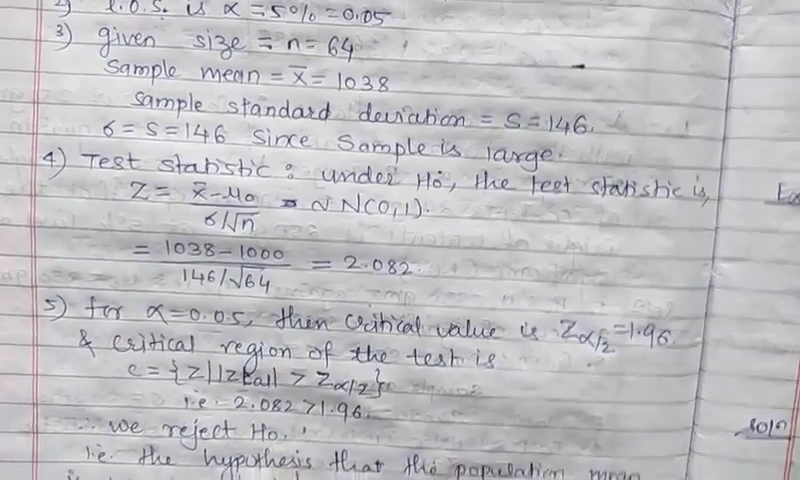 2) l.o.s. is α = 5% = 0.05
3) given size = n = 64
Sample mean = x̄ = 1038
Sample standard deviation = S = 146.
6 = S = 146 since Sample is large.
4) Test statistic : under H₀, the test statistic is,
Z = x̄ - μ₀ / 6/√n ~ N(0,1).
= 1038 - 1000 / 146/√64 = 2.082
5) for α = 0.05, then critical value is Zα/2 = 1.96.
& critical region of the test is
c = {Z | |Zcal| > Zα/2}
i.e. 2.082 > 1.96.
∴ we reject H₀.
i.e. the hypothesis that the population mean
Soln